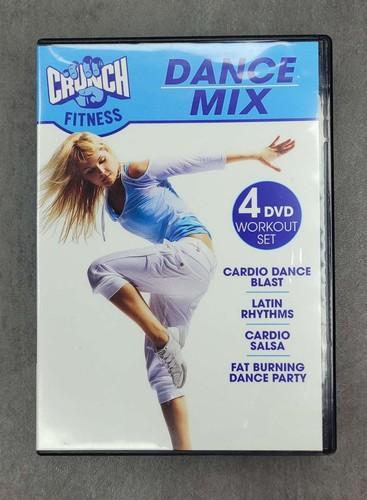 CRUNCH
FITNESS
DANCE
MIX
4 DVD
WORKOUT
SET
CARDIO DANCE
BLAST
LATIN
RHYTHMS
CARDIO
SALSA
FAT BURNING
DANCE PARTY